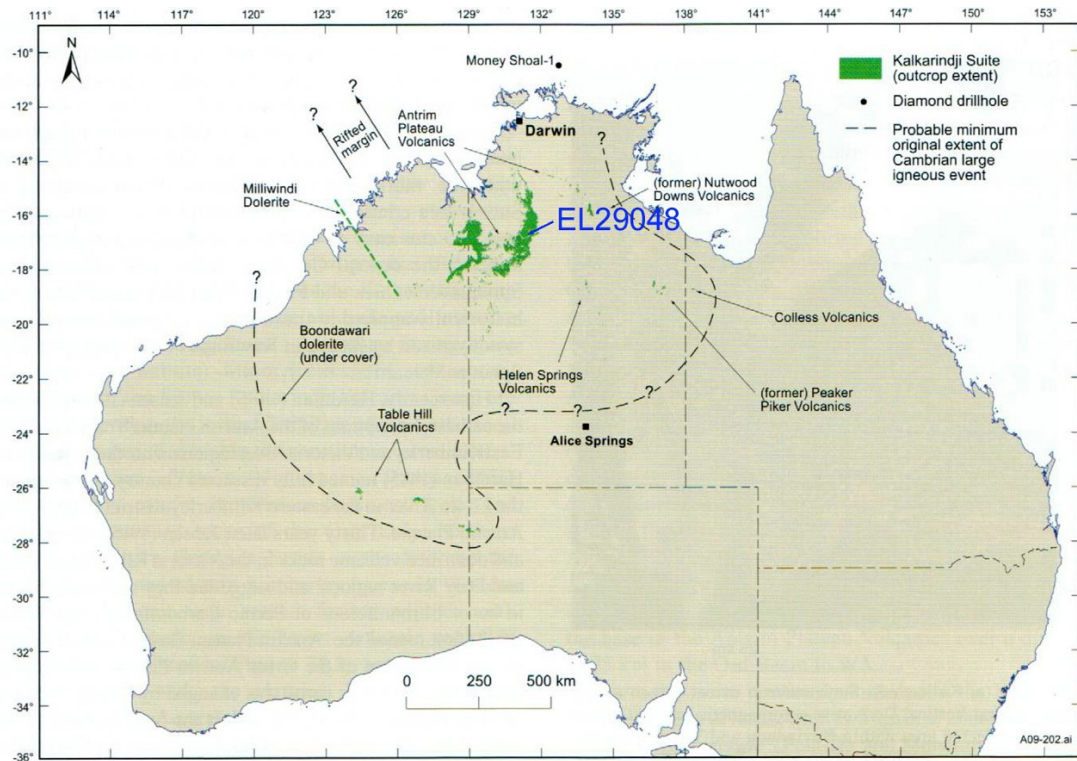 111°
114°
117°
120°
123°
126°
129°
132°
135°
138°
141°
144°
147°
150°
153°
-10°
-12°
-14°
-16°
-18°
-20°
-22°
-24°
-26°
-28°
-30°
-32°
-34°
-36°
N
Money Shoal-1
Kalkarindji Suite
(outcrop extent)
Diamond drillhole
Probable minimum
original extent of
Cambrian large
igneous event
?
?
Rifted
margin
Antrim
Plateau
Volcanics
Darwin
?
Milliwindi
Dolerite
(former) Nutwood
Downs Volcanics
EL29048
?
Boondawari
dolerite
(under cover)
Colless Volcanics
Helen Springs
Volcanics
(former) Peaker
Piker Volcanics
?
?
?
Table Hill
Volcanics
Alice Springs
0
250
500 km
?
A09-202.ai